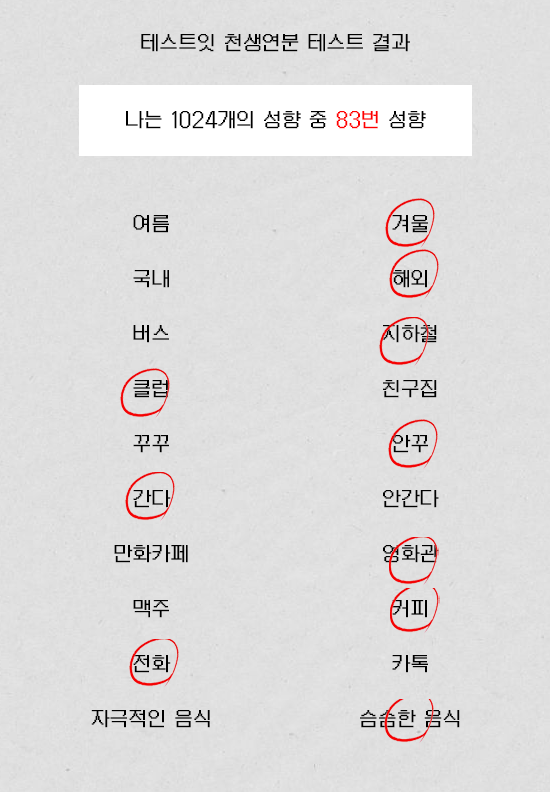 테스트잇 천생연분 테스트 결과
나는 1024개의 성향 중 83번 성향
여름 겨울
국내 해외
버스 지하철
클럽 친구집
꾸꾸 안꾸
간다 안간다
만화카페 영화관
맥주 커피
전화 카톡
자극적인 음식 슴슴한 음식